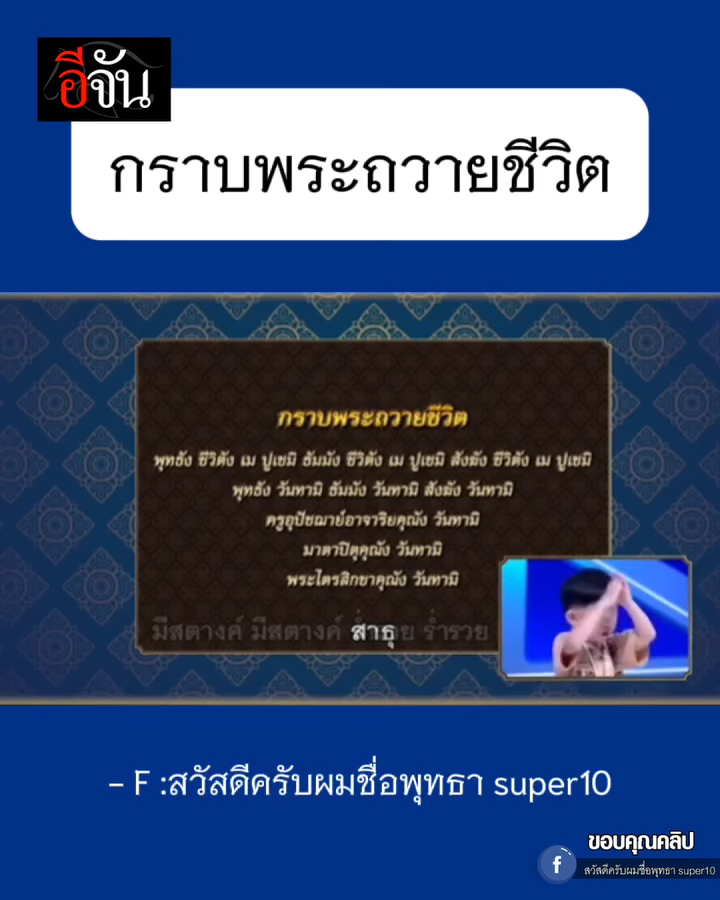 อีจัน
กราบพระถวายชีวิต
กราบพระถวายชีวิต
พุทธัง ชีวิตัง เม ปูเชมิ ธัมมัง ชีวิตัง เม ปูเชมิ สังฆัง ชีวิตัง เม ปูเชมิ
พุทธัง วันทามิ ธัมมัง วันทามิ สังฆัง วันทามิ
ครูอุปัชฌาย์อาจาริยคุณัง วันทามิ
มาตาปิตุคุณัง วันทามิ
พระไตรสิกขาคุณัง วันทามิ
มีสตางค์ มีสตางค์ ร่ำรวย ร่ำรวย
สาธุ
– F :สวัสดีครับผมชื่อพุทธา super10
ขอบคุณคลิป
f สวัสดีครับผมชื่อพุทธา super10